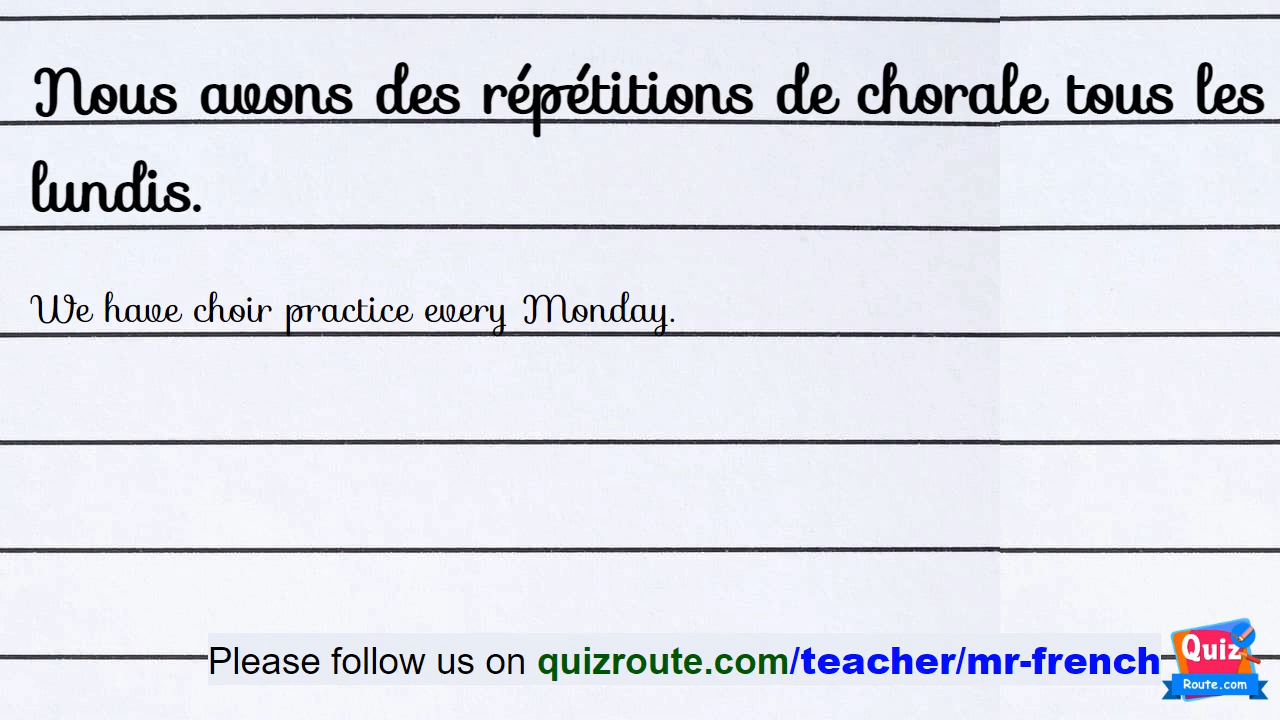 Nous avons des répétitions de chorale tous les
lundis.
We have choir practice every Monday.
Please follow us on quizroute.com/teacher/mr-french
Quiz
Route.com